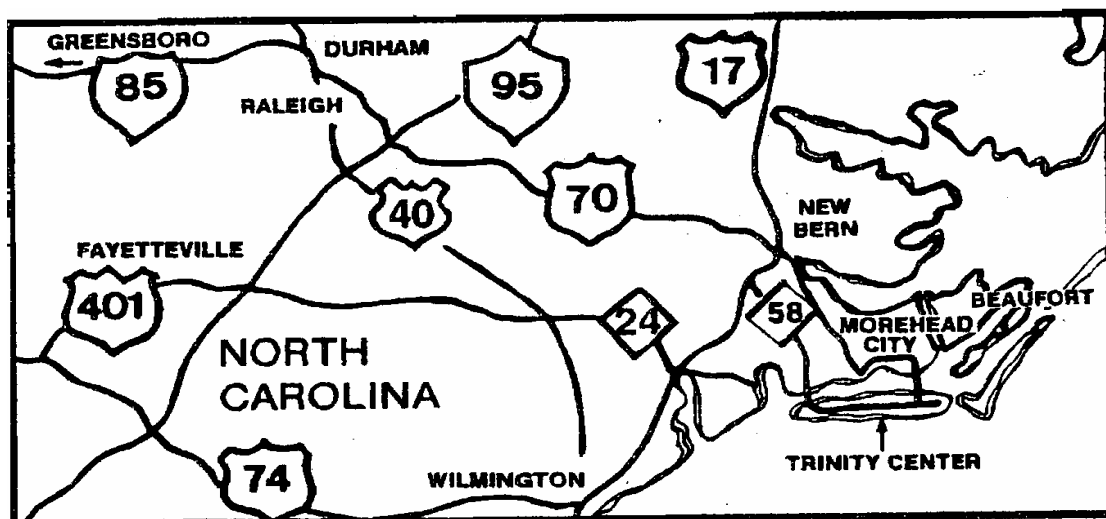 GREENSBORO
DURHAM
85
RALEIGH
95
17
40
70
NEW
BERN
FAYETTEVILLE
401
24
58
BEAUFORT
MOREHEAD
CITY
NORTH
CAROLINA
TRINITY CENTER
74
WILMINGTON